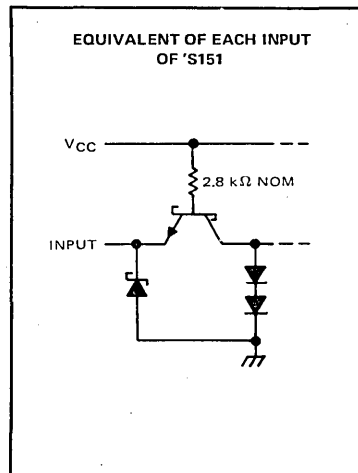 EQUIVALENT OF EACH INPUT
OF 'S151
VCC
2.8 kΩ NOM
INPUT